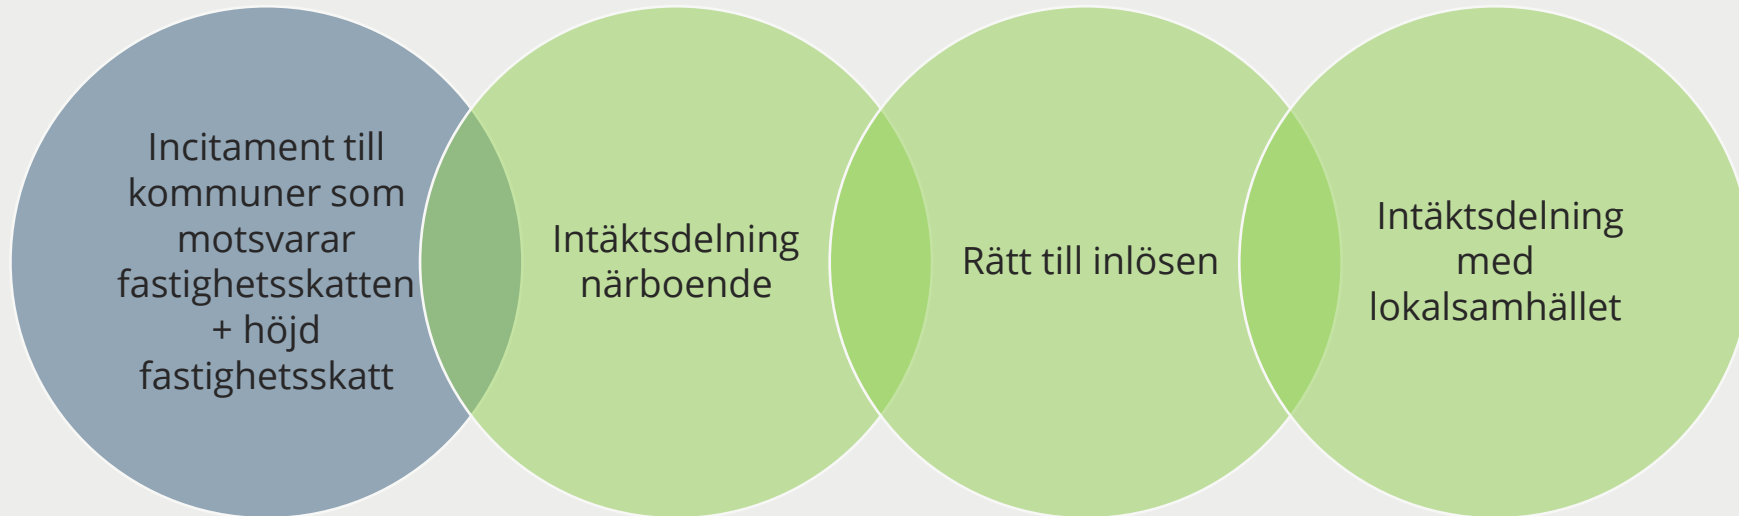 Incitament till
kommuner som
motsvarar
fastighetsskatten
+ höjd
fastighetsskatt
Intäktsdelning
närboende
Rätt till inlösen
Intäktsdelning
med
lokalsamhället